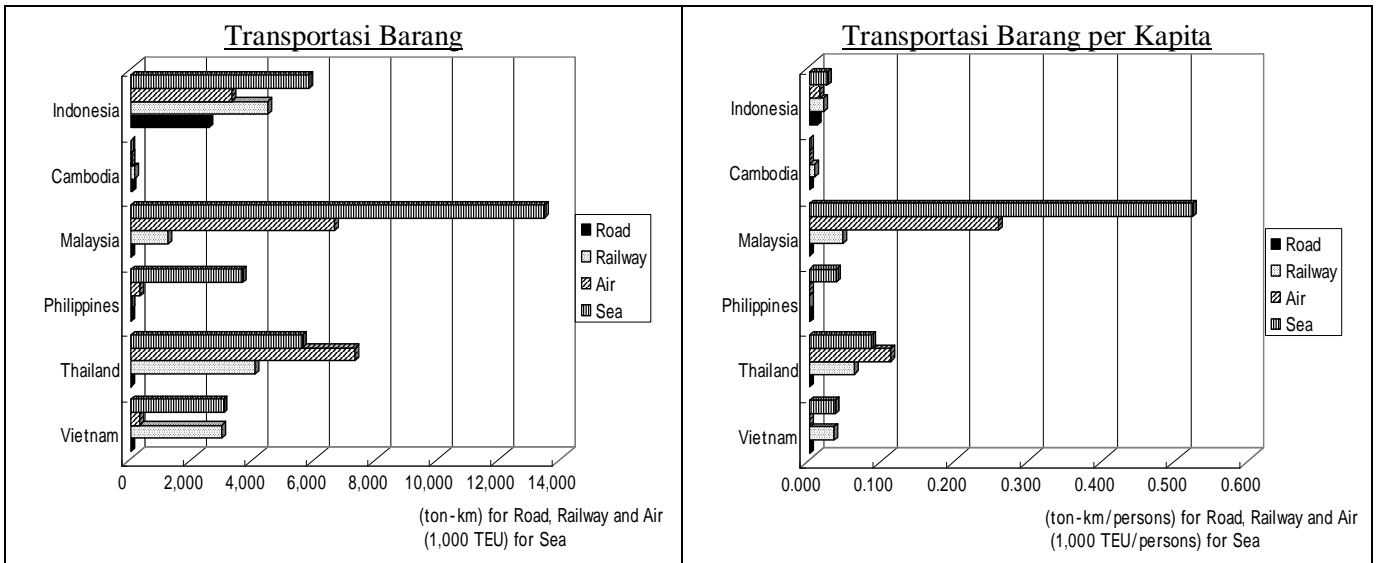 Transportasi Barang
Indonesia
Cambodia
Malaysia
Philippines
Thailand
Vietnam
0 2,000 4,000 6,000 8,000 10,000 12,000 14,000
(ton-km) for Road, Railway and Air
(1,000 TEU) for Sea
Road
Railway
Air
Sea
Transportasi Barang per Kapita
Indonesia
Cambodia
Malaysia
Philippines
Thailand
Vietnam
0.000 0.100 0.200 0.300 0.400 0.500 0.600
(ton-km/persons) for Road, Railway and Air
(1,000 TEU/persons) for Sea
Road
Railway
Air
Sea